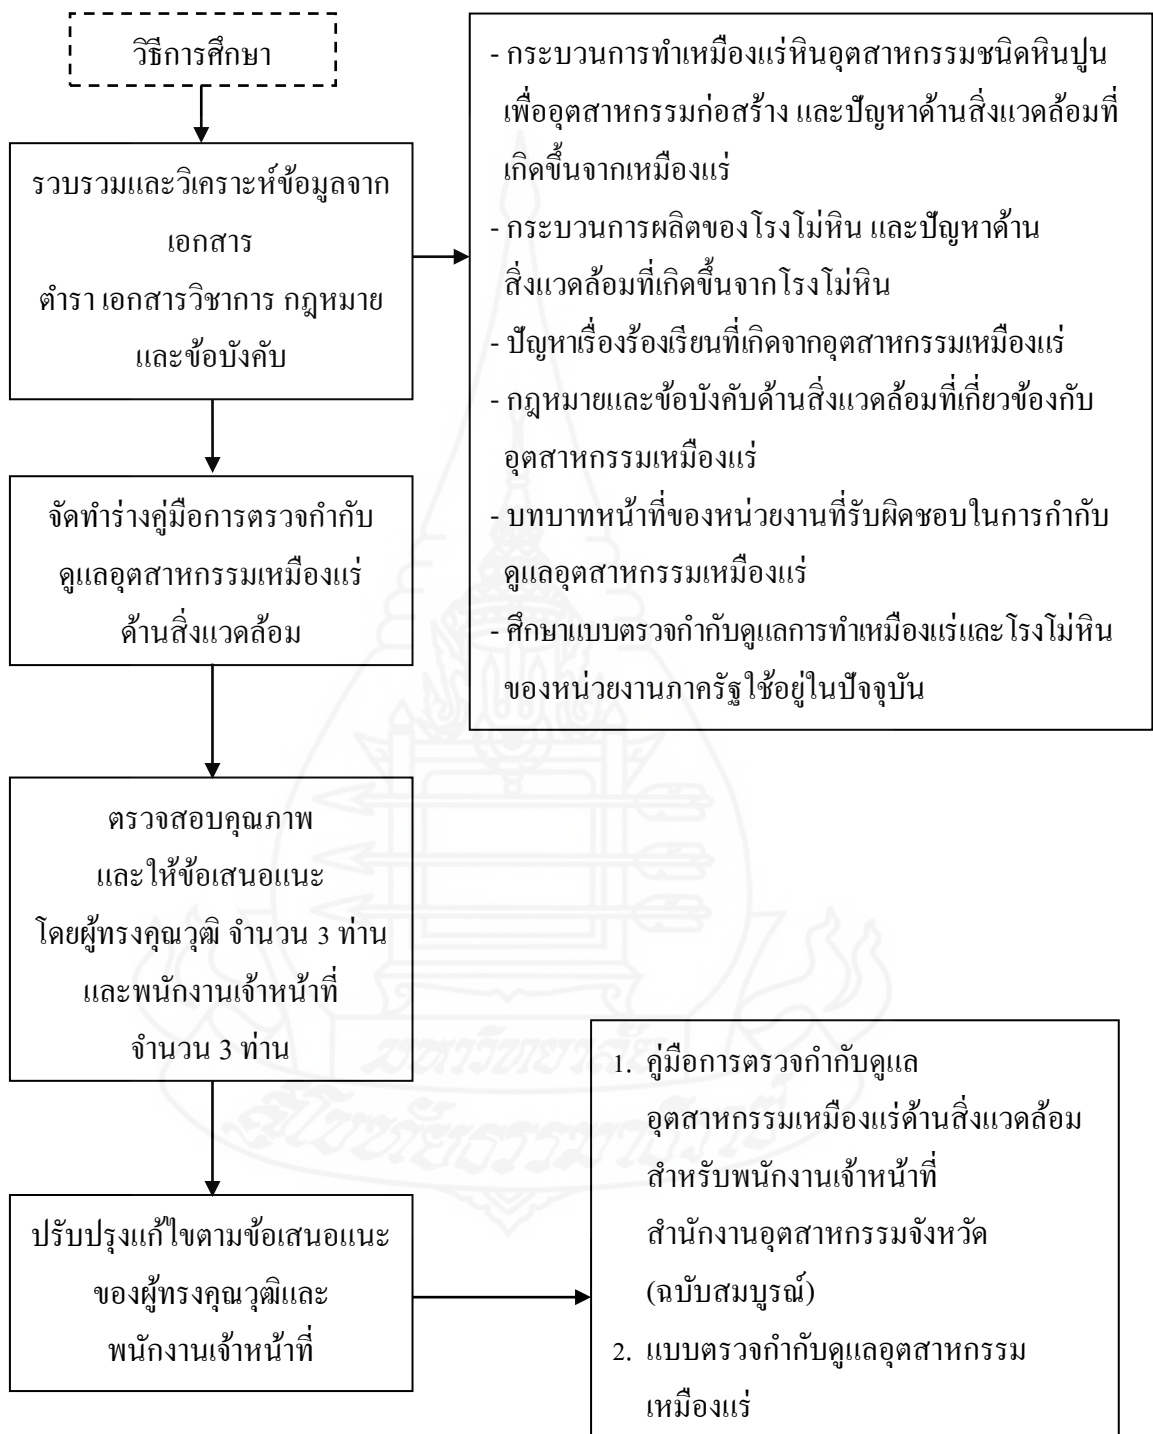 วิธีการศึกษา
รวบรวมและวิเคราะห์ข้อมูลจาก
เอกสาร
ตำรา เอกสารวิชาการ กฎหมาย
และข้อบังคับ
- กระบวนการทำเหมืองแร่หินอุตสาหกรรมชนิดหินปูน
เพื่ออุตสาหกรรมก่อสร้าง และปัญหาด้านสิ่งแวดล้อมที่
เกิดขึ้นจากเหมืองแร่
- กระบวนการผลิตของโรงโม่หิน และปัญหาด้าน
สิ่งแวดล้อมที่เกิดขึ้นจากโรงโม่หิน
- ปัญหาเรื่องร้องเรียนที่เกิดจากอุตสาหกรรมเหมืองแร่
- กฎหมายและข้อบังคับด้านสิ่งแวดล้อมที่เกี่ยวข้องกับ
อุตสาหกรรมเหมืองแร่
- บทบาทหน้าที่ของหน่วยงานที่รับผิดชอบในการกำกับ
ดูแลอุตสาหกรรมเหมืองแร่
- ศึกษาแบบตรวจกำกับดูแลการทำเหมืองแร่และโรงโม่หิน
ของหน่วยงานภาครัฐใช้อยู่ในปัจจุบัน
จัดทำร่างคู่มือการตรวจกำกับ
ดูแลอุตสาหกรรมเหมืองแร่
ด้านสิ่งแวดล้อม
ตรวจสอบคุณภาพ
และให้ข้อเสนอแนะ
โดยผู้ทรงคุณวุฒิ จำนวน 3 ท่าน
และพนักงานเจ้าหน้าที่
จำนวน 3 ท่าน
ปรับปรุงแก้ไขตามข้อเสนอแนะ
ของผู้ทรงคุณวุฒิและ
พนักงานเจ้าหน้าที่
1. คู่มือการตรวจกำกับดูแล
อุตสาหกรรมเหมืองแร่ด้านสิ่งแวดล้อม
สำหรับพนักงานเจ้าหน้าที่
สำนักงานอุตสาหกรรมจังหวัด
(ฉบับสมบูรณ์)
2. แบบตรวจกำกับดูแลอุตสาหกรรม
เหมืองแร่
มหาวิทยาลัย
สุโขทัยธรรมาธิราช